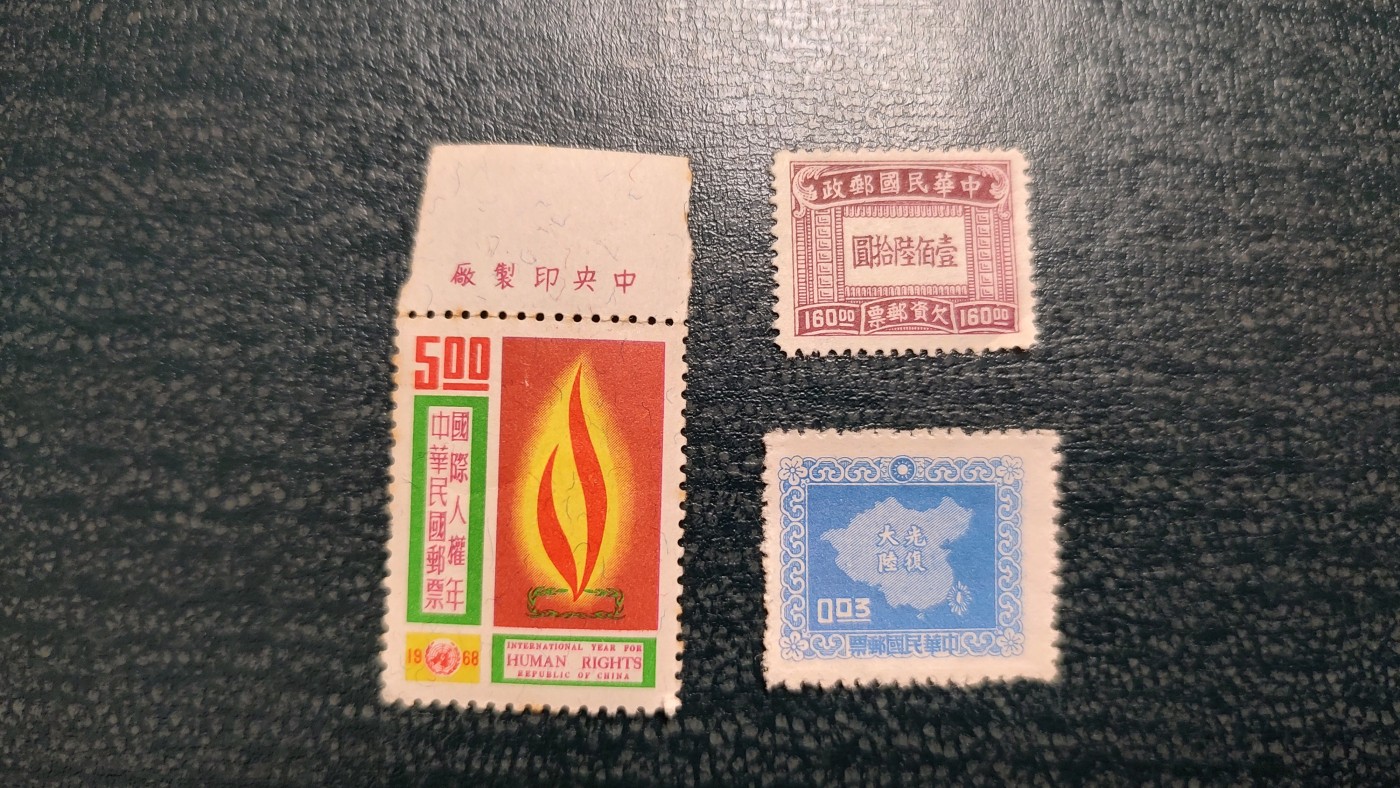 中央印製廠
5.00
國際人權年
中華民國郵票
1968
INTERNATIONAL YEAR FOR
HUMAN RIGHTS
REPUBLIC OF CHINA
中華民國郵政
壹佰陸拾圓
160.00
欠資郵票
160.00
光復
大陸
0.03
中華民國郵票